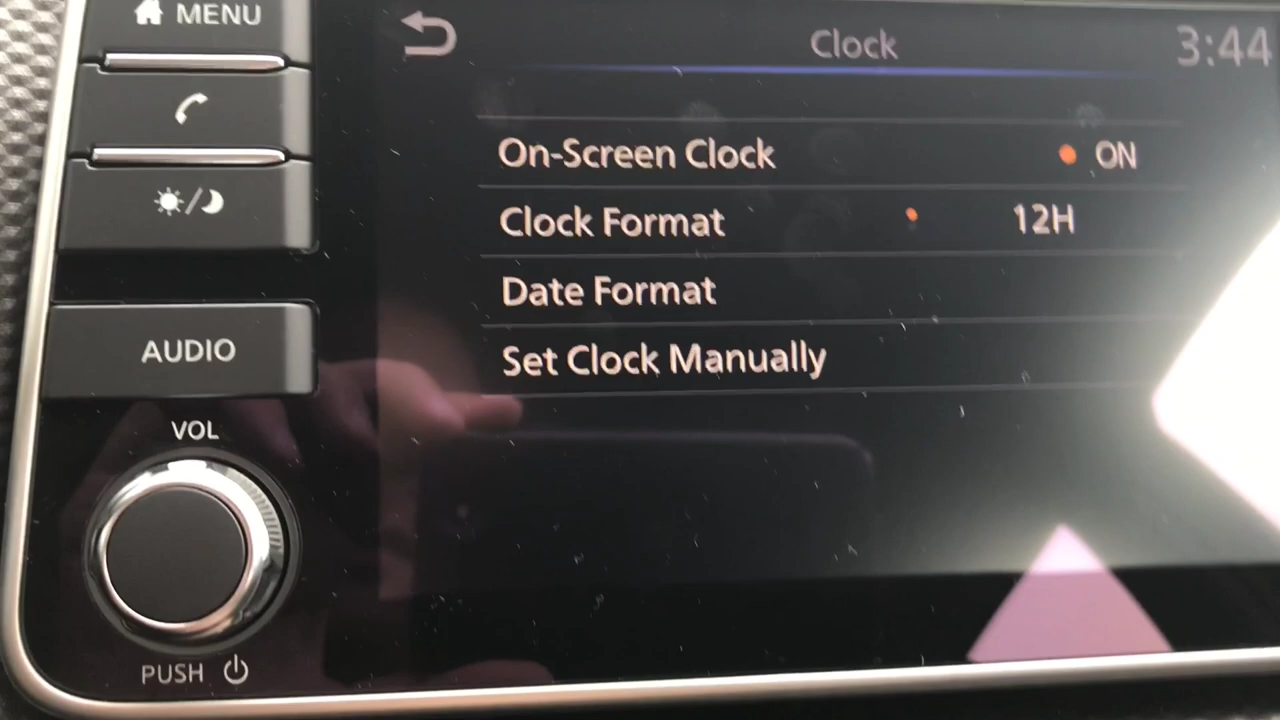 MENU
Clock
3:44
On-Screen Clock ON
Clock Format 12H
Date Format
Set Clock Manually
AUDIO
VOL
PUSH